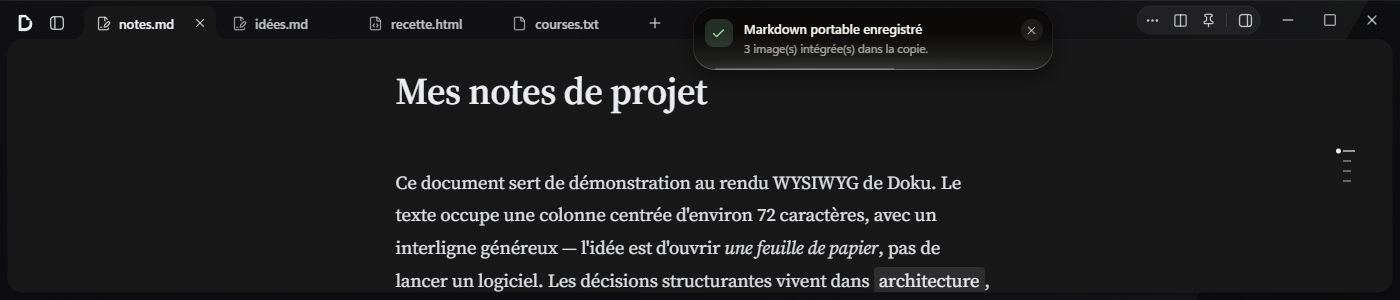 notes.md
idées.md
recette.html
courses.txt
Markdown portable enregistré
3 image(s) intégrée(s) dans la copie.
Mes notes de projet
Ce document sert de démonstration au rendu WYSIWYG de Doku. Le
texte occupe une colonne centrée d'environ 72 caractères, avec un
interligne généreux — l'idée est d'ouvrir une feuille de papier, pas de
lancer un logiciel. Les décisions structurantes vivent dans architecture ,